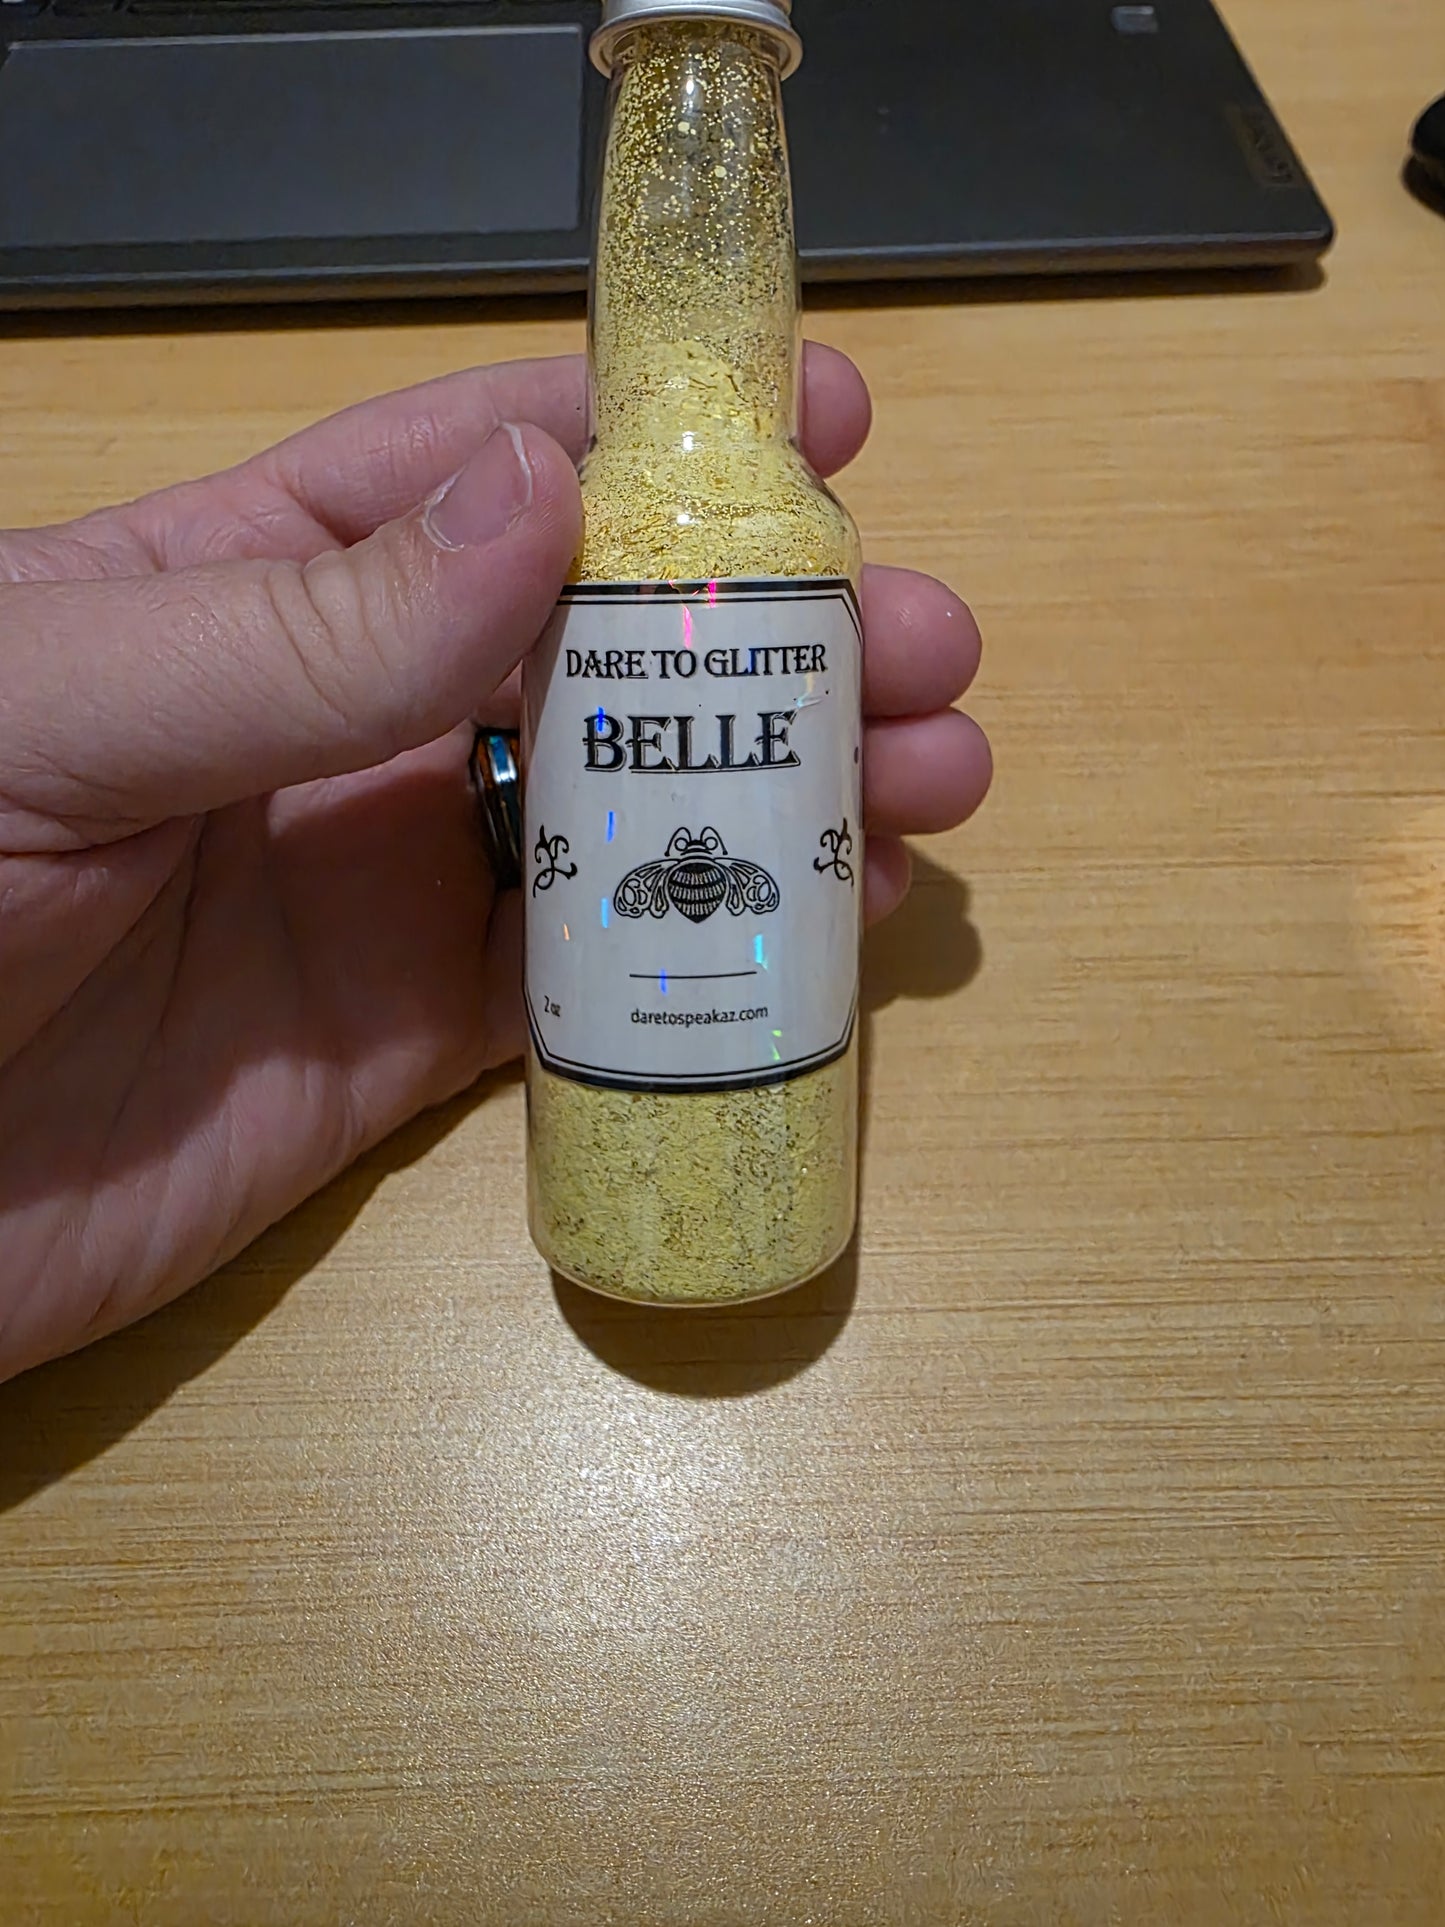 DARE TO GLITTER
BELLE
2 oz
daretospeakaz.com